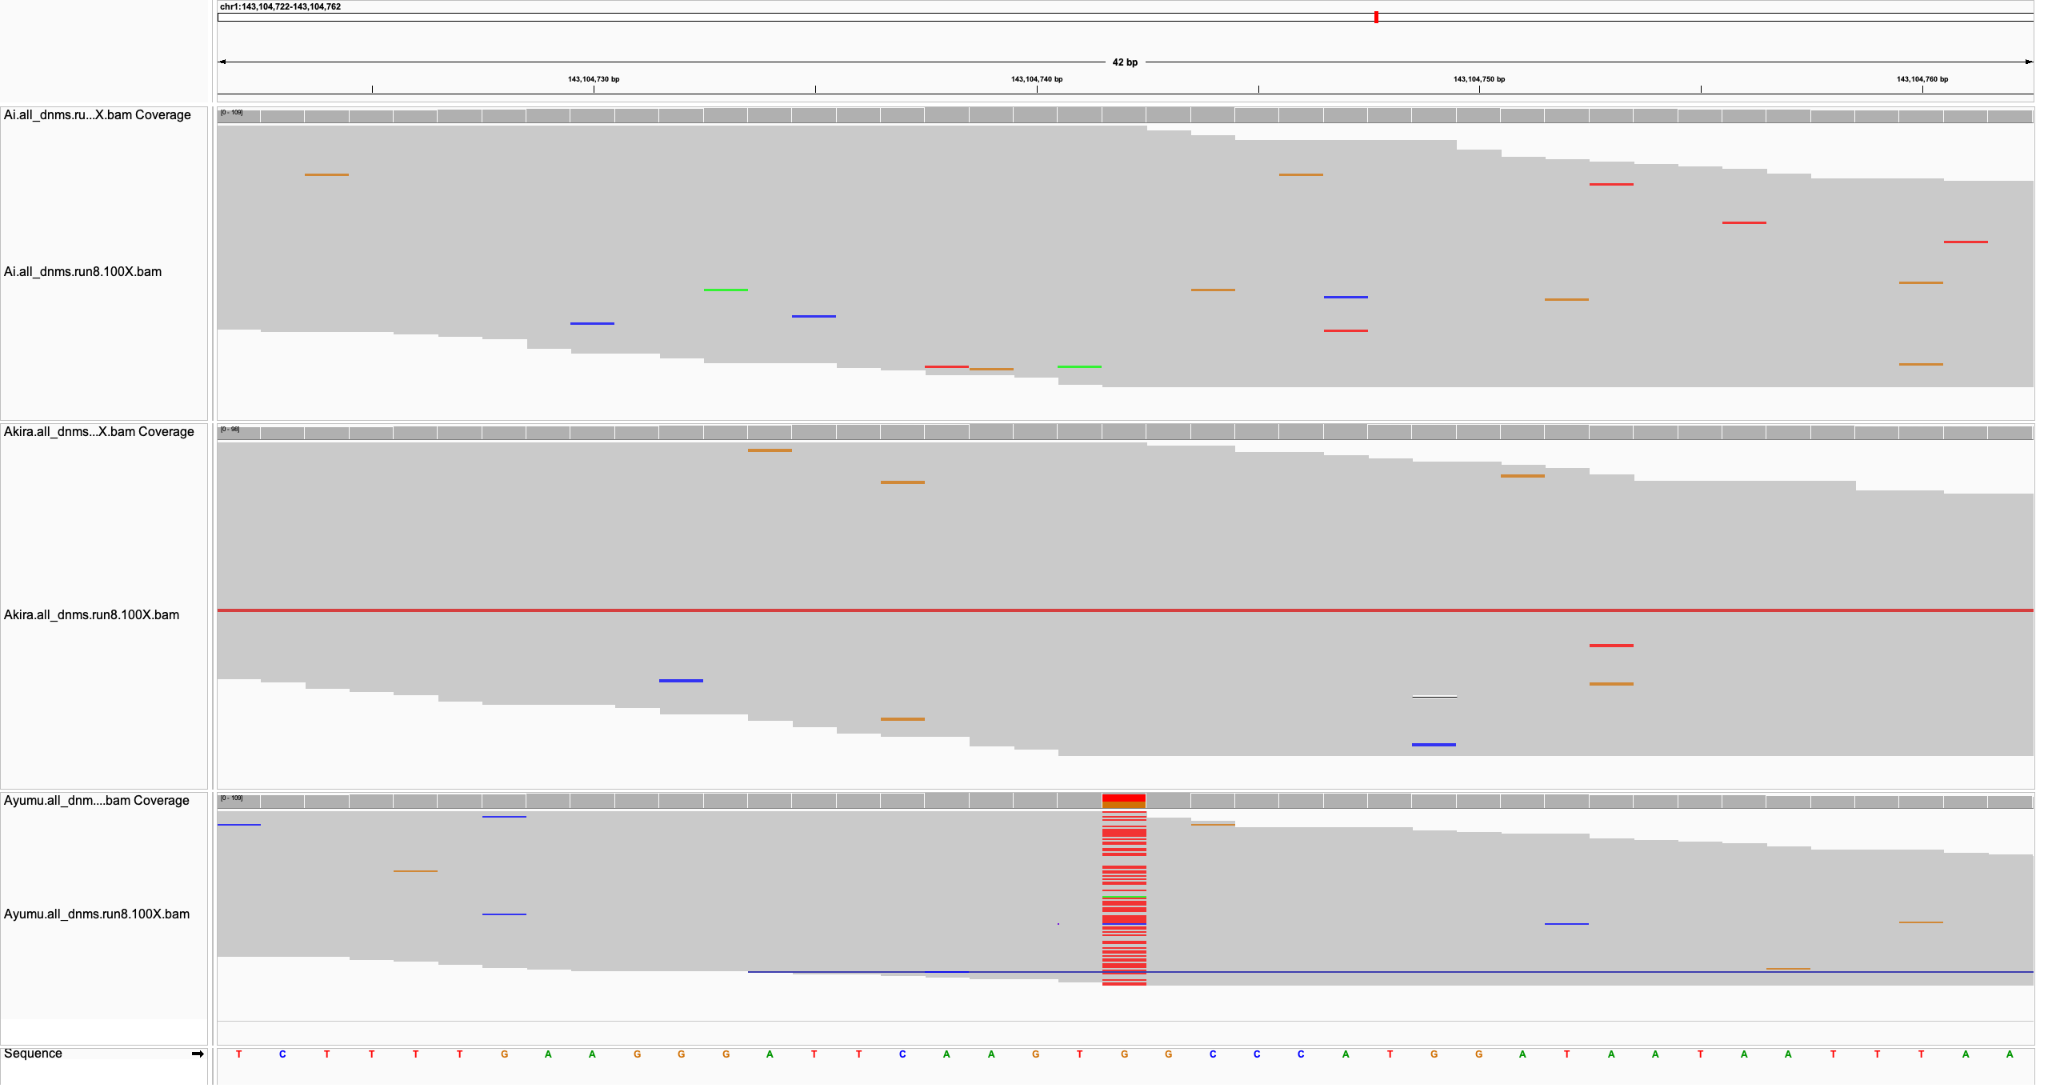 chr1:143,104,722-143,104,762
42 bp
143,104,730 bp 143,104,740 bp 143,104,750 bp 143,104,760 bp
Ai.all_dnms.ru...X.bam Coverage
[0 - 109]
Ai.all_dnms.run8.100X.bam
Akira.all_dnms...X.bam Coverage
[0 - 98]
Akira.all_dnms.run8.100X.bam
Ayumu.all_dnm....bam Coverage
[0 - 109]
Ayumu.all_dnms.run8.100X.bam
Sequence T C T T T T G A A G G G A T T C A A G T G G C C C A T G G A T A A T A A T T T A A